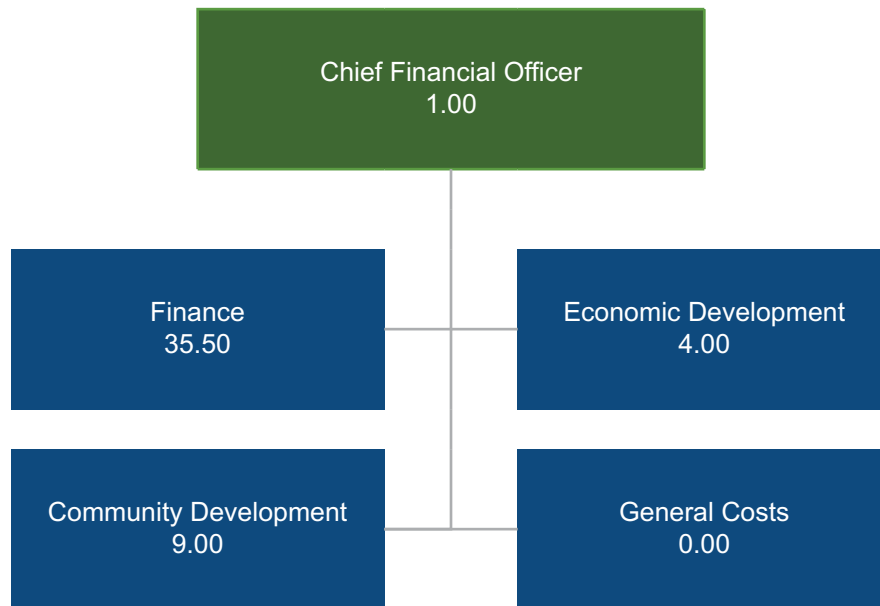 Chief Financial Officer
1.00
Finance
35.50
Economic Development
4.00
Community Development
9.00
General Costs
0.00